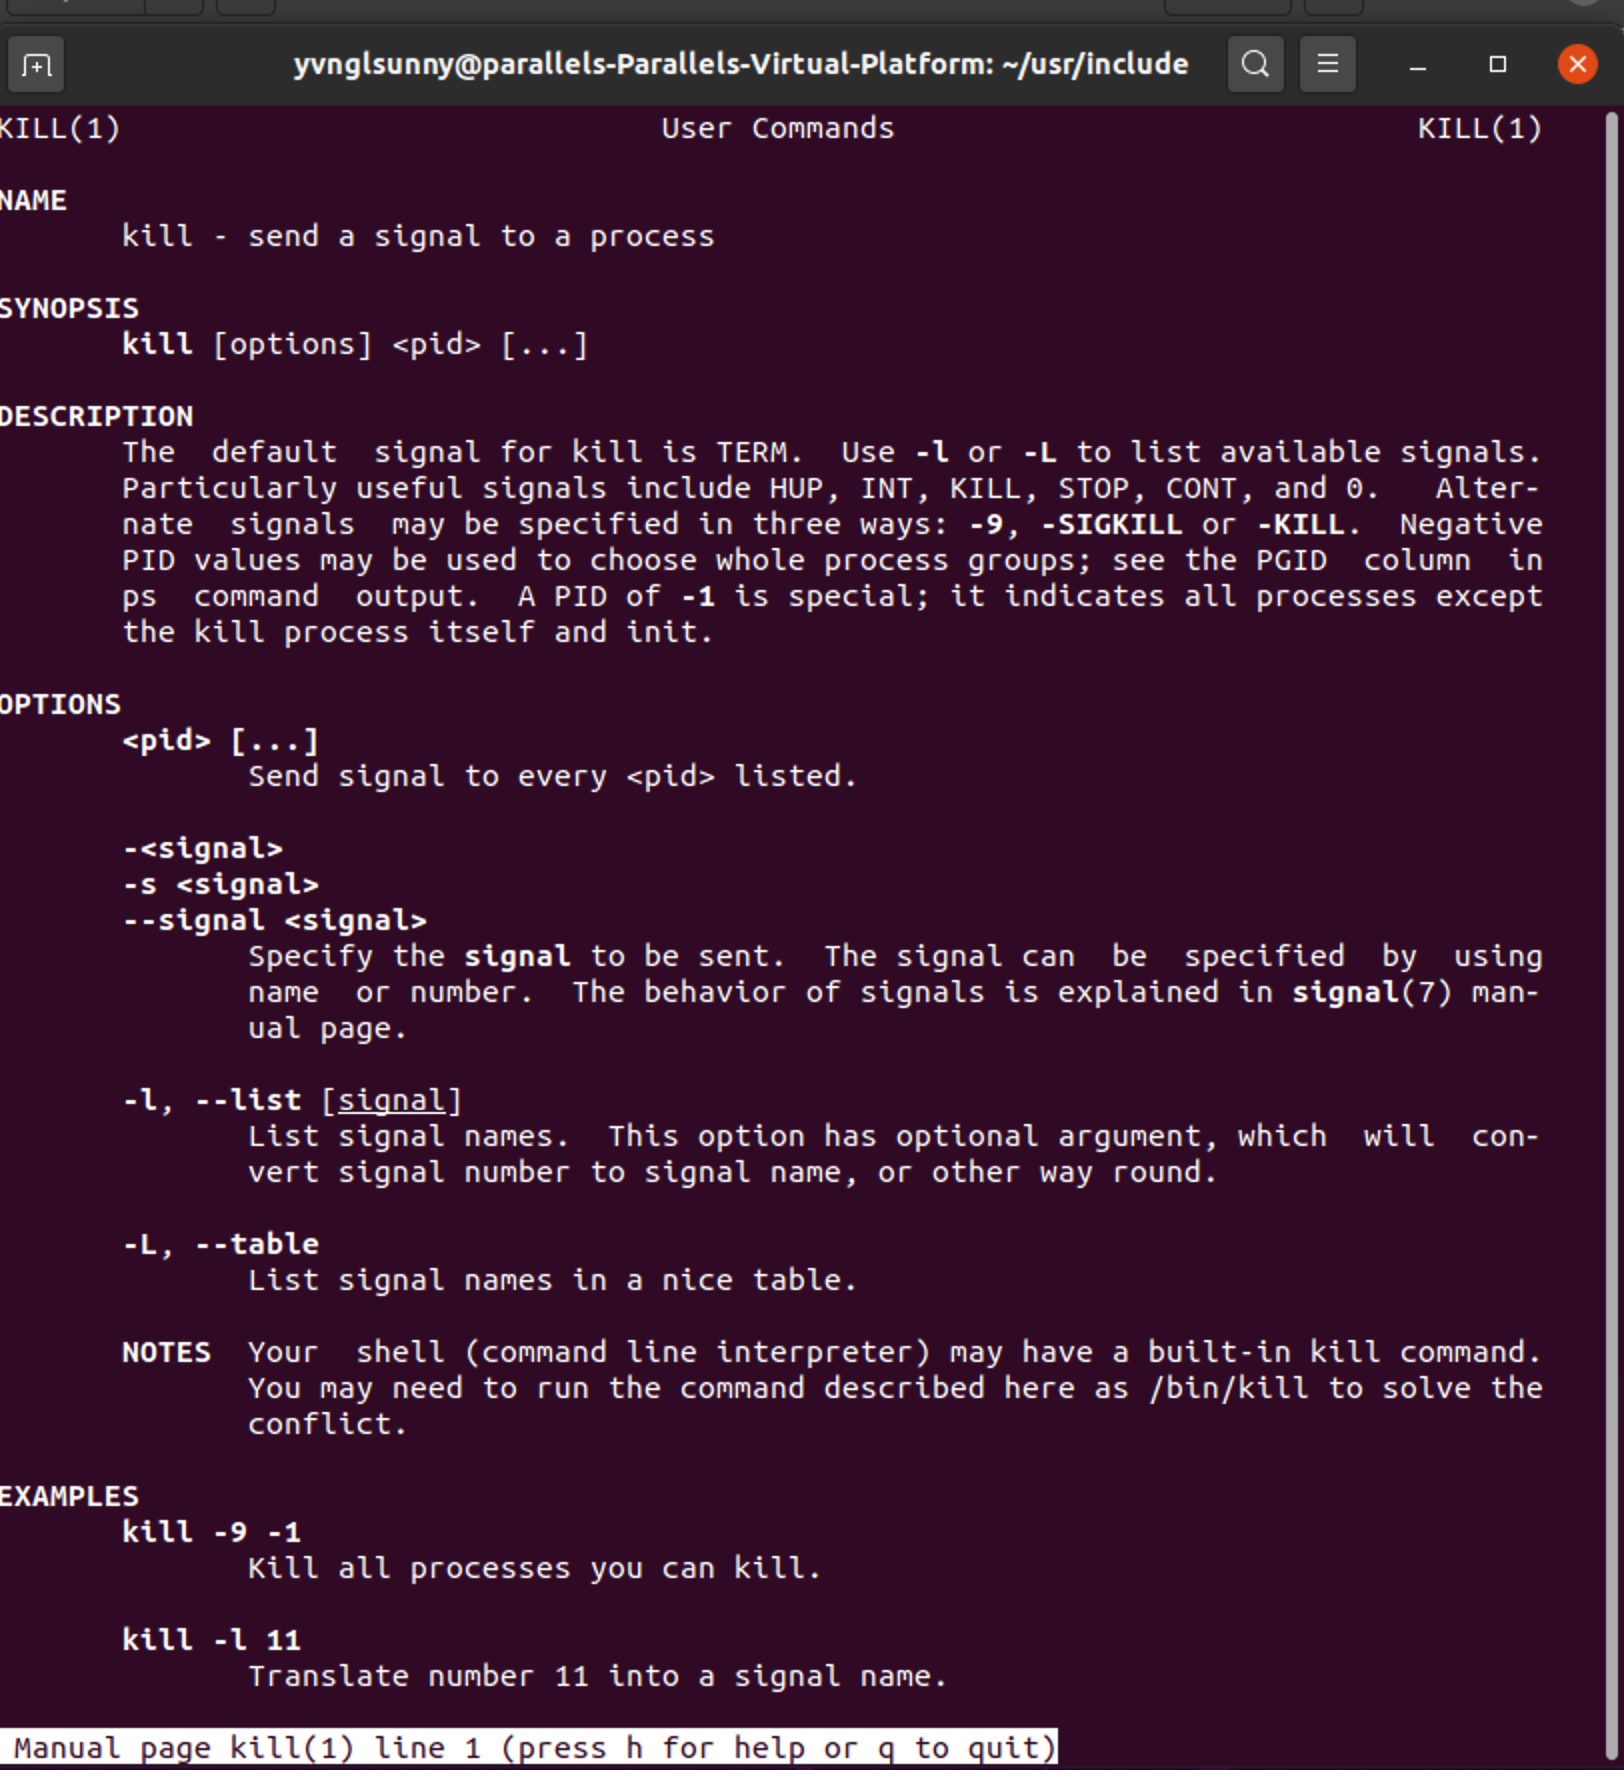 yvnglsunny@parallels-Parallels-Virtual-Platform: ~/usr/include
KILL(1) User Commands KILL(1)
NAME
kill - send a signal to a process
SYNOPSIS
kill [options] <pid> [...]
DESCRIPTION
The default signal for kill is TERM. Use -l or -L to list available signals.
Particularly useful signals include HUP, INT, KILL, STOP, CONT, and 0. Alter-
nate signals may be specified in three ways: -9, -SIGKILL or -KILL. Negative
PID values may be used to choose whole process groups; see the PGID column in
ps command output. A PID of -1 is special; it indicates all processes except
the kill process itself and init.
OPTIONS
<pid> [...]
Send signal to every <pid> listed.
-<signal>
-s <signal>
--signal <signal>
Specify the signal to be sent. The signal can be specified by using
name or number. The behavior of signals is explained in signal(7) man-
ual page.
-l, --list [signal]
List signal names. This option has optional argument, which will con-
vert signal number to signal name, or other way round.
-L, --table
List signal names in a nice table.
NOTES Your shell (command line interpreter) may have a built-in kill command.
You may need to run the command described here as /bin/kill to solve the
conflict.
EXAMPLES
kill -9 -1
Kill all processes you can kill.
kill -l 11
Translate number 11 into a signal name.
Manual page kill(1) line 1 (press h for help or q to quit)